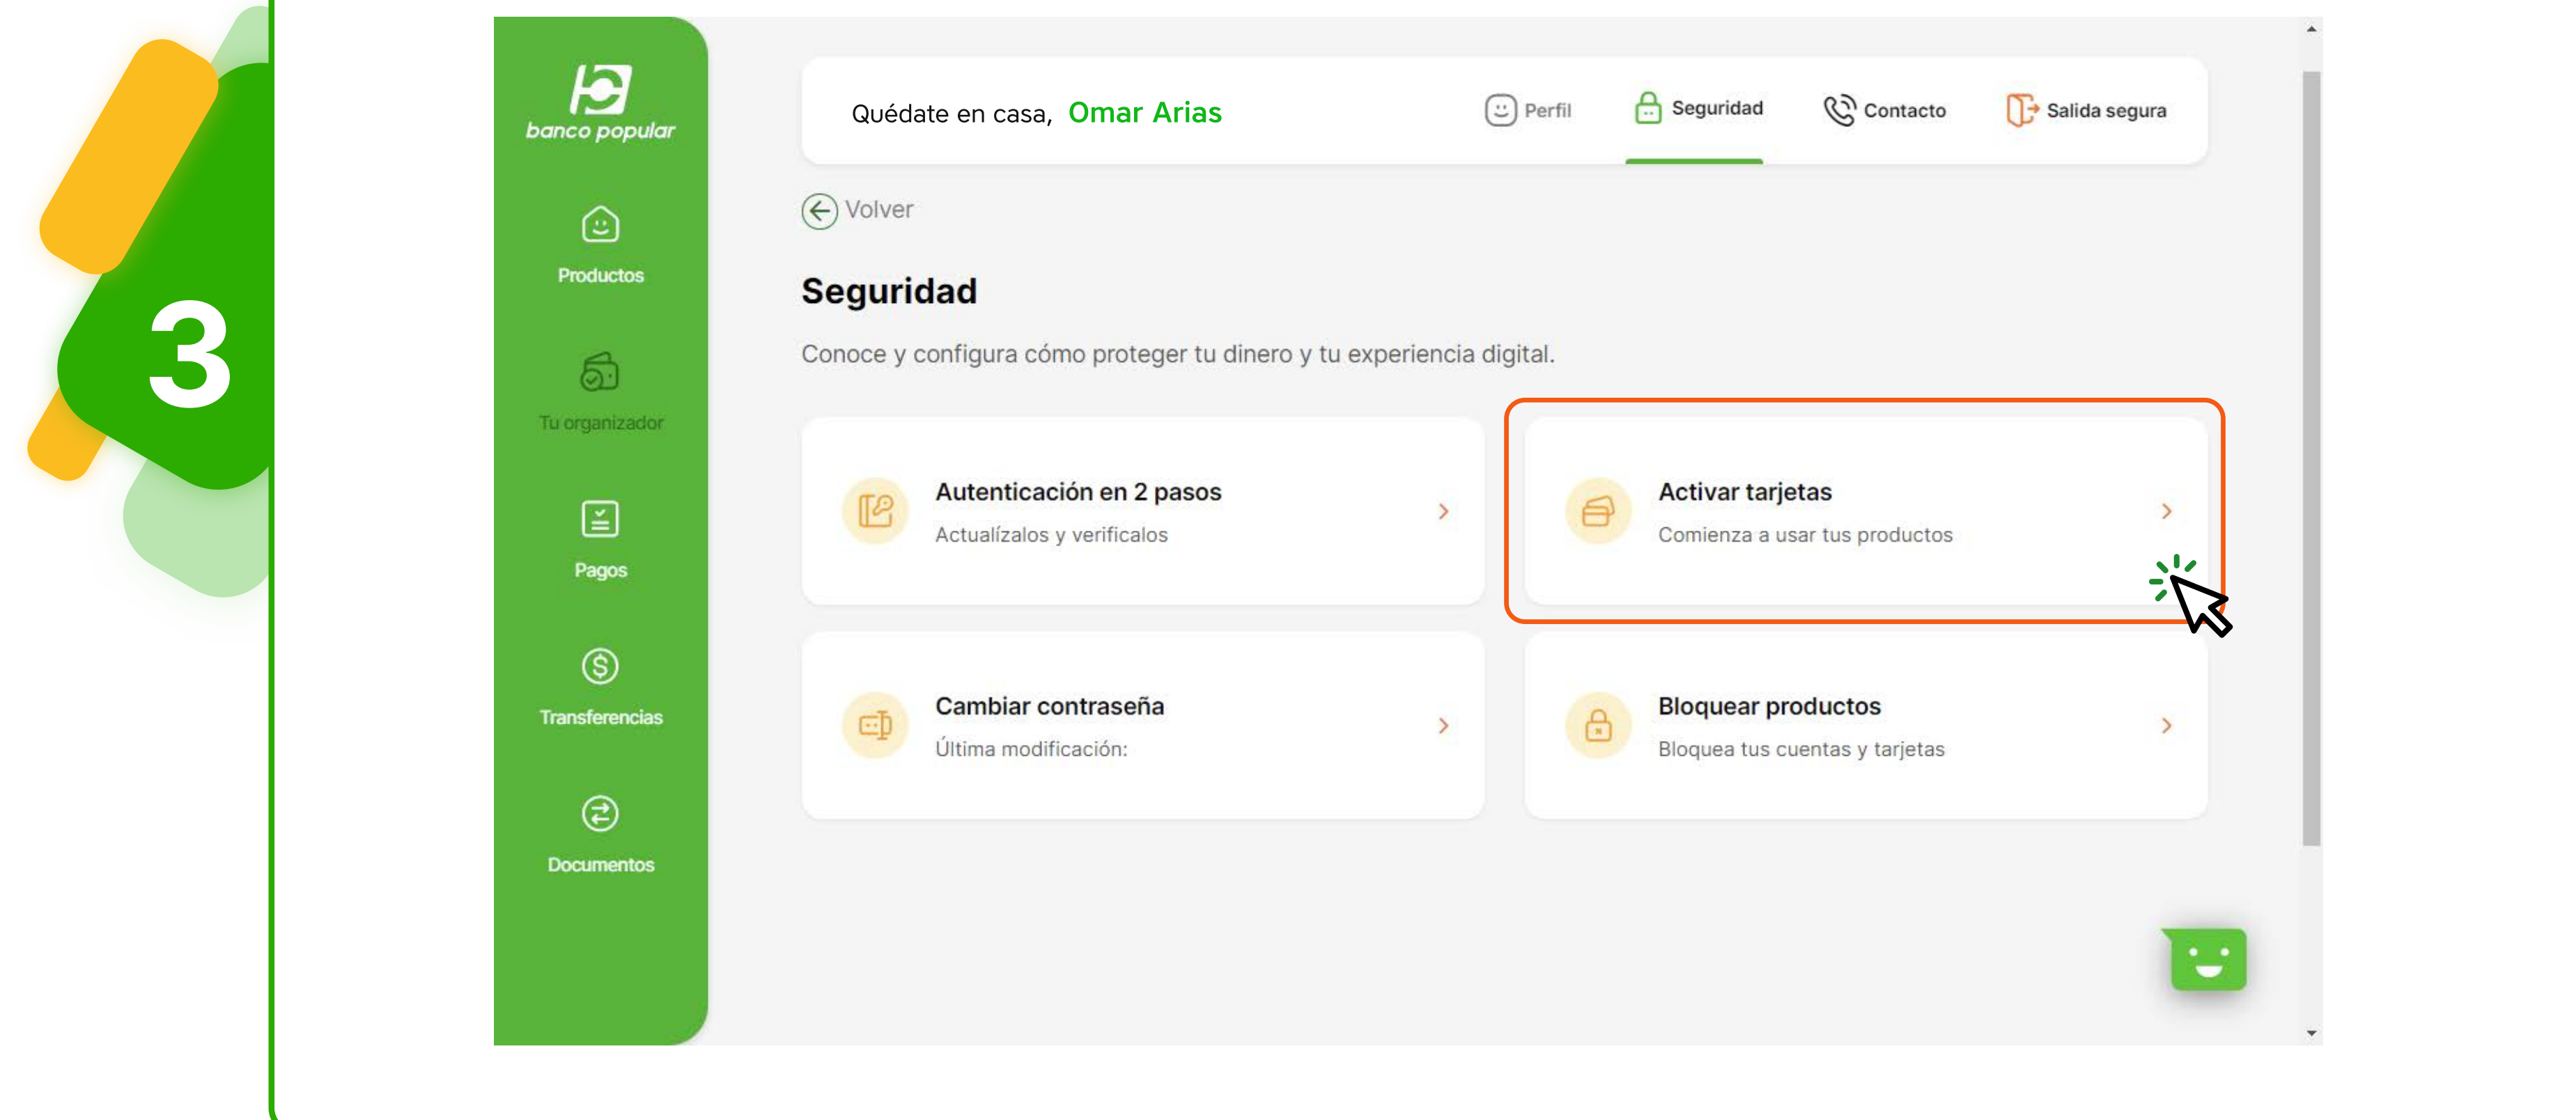 3
banco popular
Productos
Tu organizador
Pagos
Transferencias
Documentos
Quédate en casa, Omar Arias
Perfil
Seguridad
Contacto
Salida segura
Volver
Seguridad
Conoce y configura cómo proteger tu dinero y tu experiencia digital.
Autenticación en 2 pasos
Actualízalos y verificalos
Activar tarjetas
Comienza a usar tus productos
Cambiar contraseña
Última modificación:
Bloquear productos
Bloquea tus cuentas y tarjetas